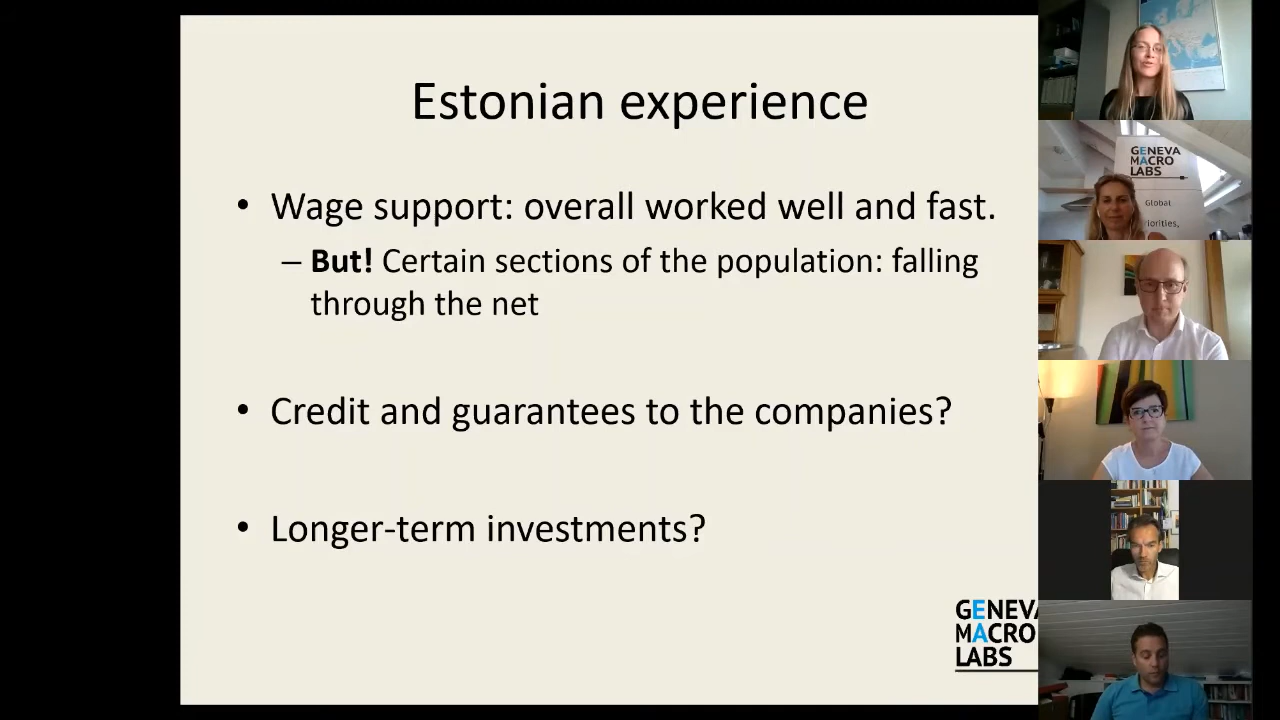 Estonian experience
• Wage support: overall worked well and fast.
– But! Certain sections of the population: falling
through the net
• Credit and guarantees to the companies?
• Longer-term investments?
GENEVA
MACRO
LABS
GENEVA
MACRO
LABS
Global
riorities,